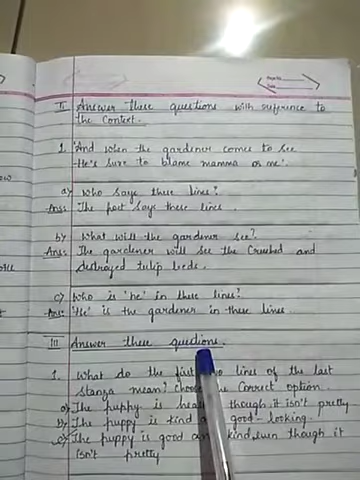 II Answer these questions with refference to
the Context.
1. 'And when the gardener comes to see
He's sure to blame mamma or me'.
a) Who says these lines?
Ans: The poet says these lines.
b) What will the gardener see?
Ans: The gardener will see the Crushed and
destroyed tulip beds.
c) Who is 'he' in these lines?
Ans: 'He' is the gardener in these lines
III Answer these questions.
1. What do the first lines of the last
Stanza mean? Choose the Correct option.
a) The puppy is though it isn't pretty
b) The puppy is kind good-looking.
c) The puppy is good and kind, even though it
isn't pretty